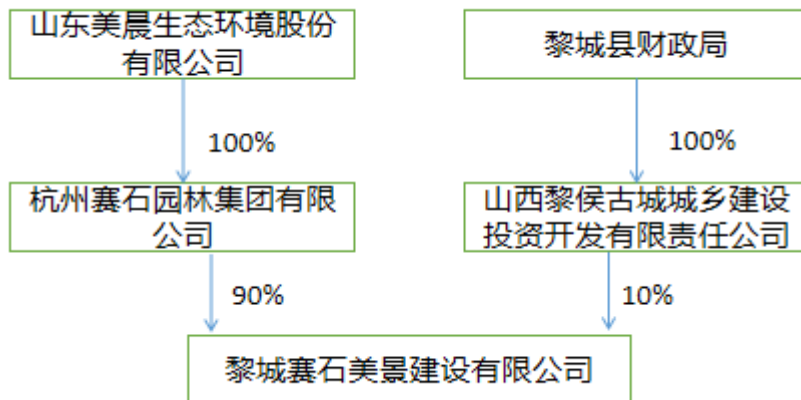 山东美晨生态环境股份
有限公司
黎城县财政局
100%
100%
杭州赛石园林集团有限
公司
山西黎侯古城城乡建设
投资开发有限责任公司
90%
10%
黎城赛石美景建设有限公司